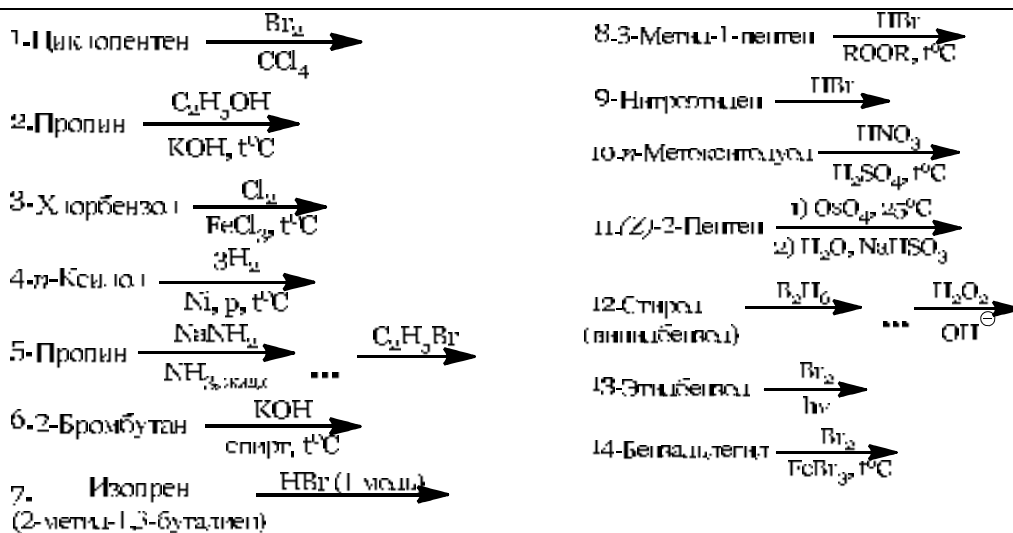 1-Циклопентен Br2 CCl4
2-Пропин C2H5OH KOH, t°C
3-Хлорбензол Cl2 FeCl3, t°C
4-п-Ксилол 3H2 Ni, p, t°C
5-Пропин NaNH2 NH3,жидк ... C2H5Br
6.2-Бромбутан KOH спирт, t°C
7. Изопрен HBr (1 моль)
(2-метил-1,3-бутадиен)
8-3-Метил-1-пентен HBr ROOR, t°C
9-Нитроэтилен HBr
10.п-Метокситолуол HNO3 H2SO4, t°C
11.(Z)-2-Пентен 1) OsO4, 25°C 2) H2O, NaHSO3
12-Стирол B2H6 ... H2O2 OH⊖
(винилбензол)
13-Этилбензол Br2 hν
14-Бензальдегид Br2 FeBr3, t°C